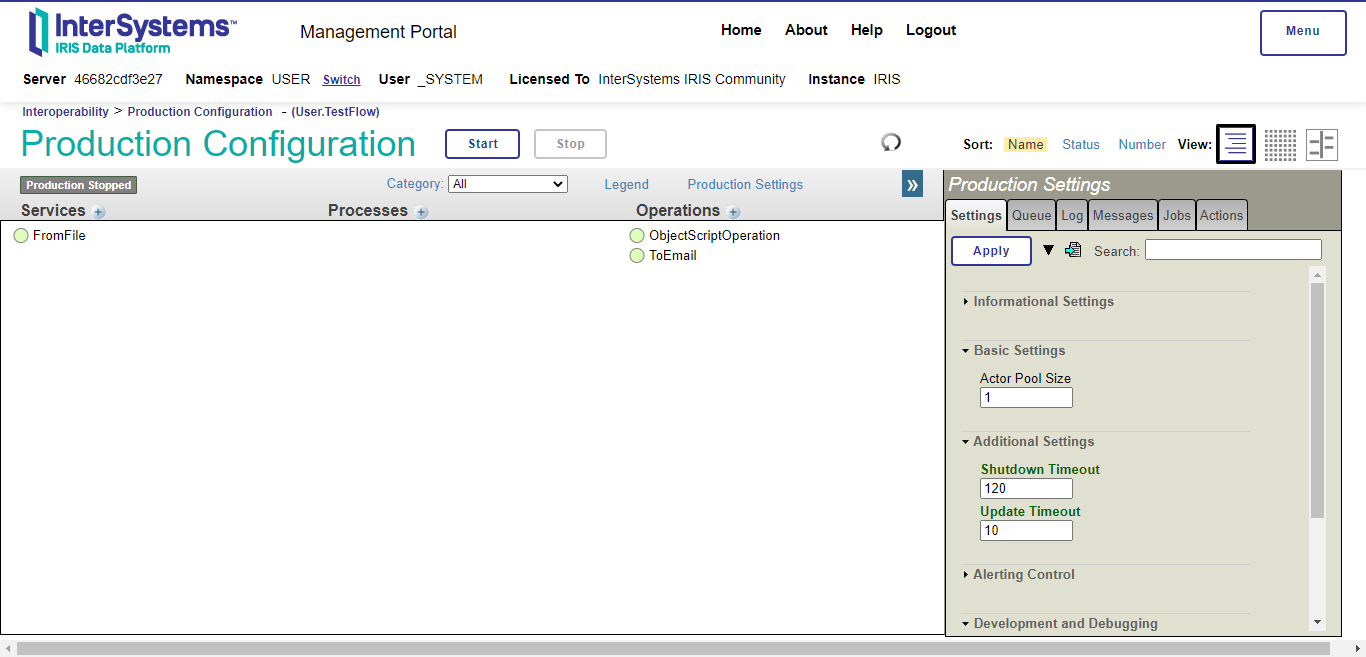 InterSystems™
IRIS Data Platform
Management Portal
Home About Help Logout
Menu
Server 46682cdf3e27 Namespace USER Switch User _SYSTEM Licensed To InterSystems IRIS Community Instance IRIS
Interoperability > Production Configuration - (User.TestFlow)
Production Configuration
Start Stop
Sort: Name Status Number View:
Production Stopped
Category: All
Legend Production Settings
»
Services + Processes + Operations +
FromFile
ObjectScriptOperation
ToEmail
Production Settings
Settings Queue Log Messages Jobs Actions
Apply Search:
Informational Settings
Basic Settings
Actor Pool Size
1
Additional Settings
Shutdown Timeout
120
Update Timeout
10
Alerting Control
Development and Debugging